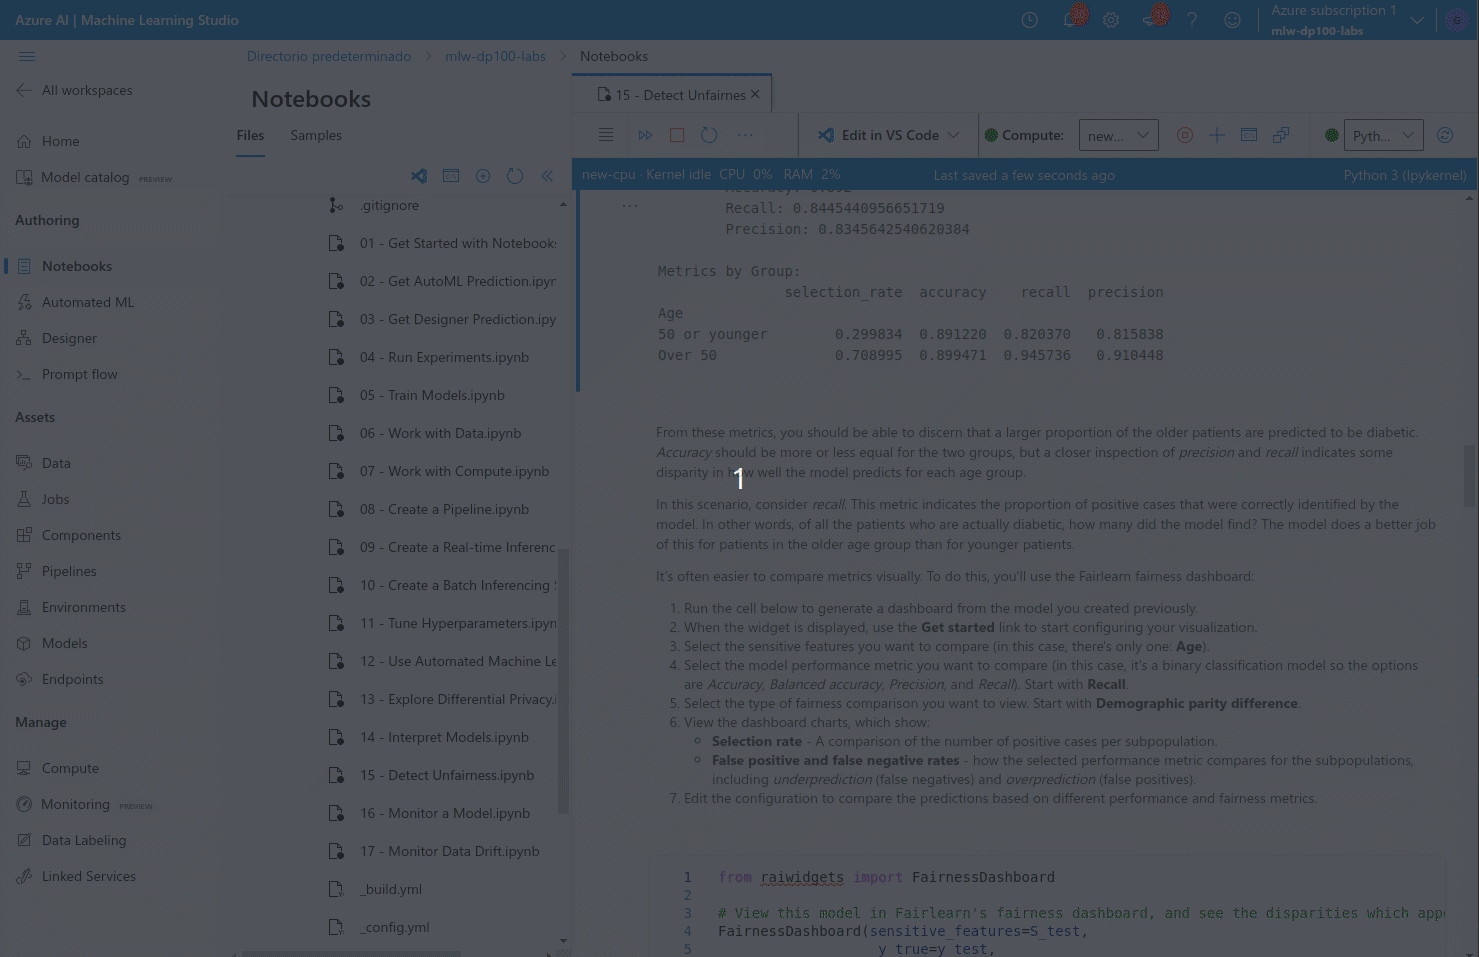 Azure AI | Machine Learning Studio
Azure subscription 1
mlw-dp100-labs
G
Directorio predeterminado > mlw-dp100-labs > Notebooks
All workspaces
Home
Model catalog PREVIEW
Authoring
Notebooks
Automated ML
Designer
Prompt flow
Assets
Data
Jobs
Components
Pipelines
Environments
Models
Endpoints
Manage
Compute
Monitoring PREVIEW
Data Labeling
Linked Services
Notebooks
Files Samples
.gitignore
01 - Get Started with Notebook
02 - Get AutoML Prediction.ipyn
03 - Get Designer Prediction.ipy
04 - Run Experiments.ipynb
05 - Train Models.ipynb
06 - Work with Data.ipynb
07 - Work with Compute.ipynb
08 - Create a Pipeline.ipynb
09 - Create a Real-time Inferenc
10 - Create a Batch Inferencing
11 - Tune Hyperparameters.ipyn
12 - Use Automated Machine Le
13 - Explore Differential Privacy.i
14 - Interpret Models.ipynb
15 - Detect Unfairness.ipynb
16 - Monitor a Model.ipynb
17 - Monitor Data Drift.ipynb
_build.yml
_config.yml
15 - Detect Unfairnes
Edit in VS Code
Compute:
new...
Pyth...
new-cpu · Kernel idle CPU 0% RAM 2%
Last saved a few seconds ago
Python 3 (Ipykernel)
...
Recall: 0.8445440956651719
Precision: 0.8345642540620384
Metrics by Group:
selection_rate accuracy recall precision
Age
50 or younger 0.299834 0.891220 0.820370 0.815838
Over 50 0.708995 0.899471 0.945736 0.910448
From these metrics, you should be able to discern that a larger proportion of the older patients are predicted to be diabetic.
Accuracy should be more or less equal for the two groups, but a closer inspection of precision and recall indicates some
disparity in how well the model predicts for each age group.
1
In this scenario, consider recall. This metric indicates the proportion of positive cases that were correctly identified by the
model. In other words, of all the patients who are actually diabetic, how many did the model find? The model does a better job
of this for patients in the older age group than for younger patients.
It's often easier to compare metrics visually. To do this, you'll use the Fairlearn fairness dashboard:
1. Run the cell below to generate a dashboard from the model you created previously.
2. When the widget is displayed, use the Get started link to start configuring your visualization.
3. Select the sensitive features you want to compare (in this case, there's only one: Age).
4. Select the model performance metric you want to compare (in this case, it's a binary classification model so the options
are Accuracy, Balanced accuracy, Precision, and Recall). Start with Recall.
5. Select the type of fairness comparison you want to view. Start with Demographic parity difference.
6. View the dashboard charts, which show:
Selection rate - A comparison of the number of positive cases per subpopulation.
False positive and false negative rates - how the selected performance metric compares for the subpopulations,
including underprediction (false negatives) and overprediction (false positives).
7. Edit the configuration to compare the predictions based on different performance and fairness metrics.
1 from raiwidgets import FairnessDashboard
2
3 # View this model in Fairlearn's fairness dashboard, and see the disparities which appe
4 FairnessDashboard(sensitive_features=S_test,
5 y_true=y_test,